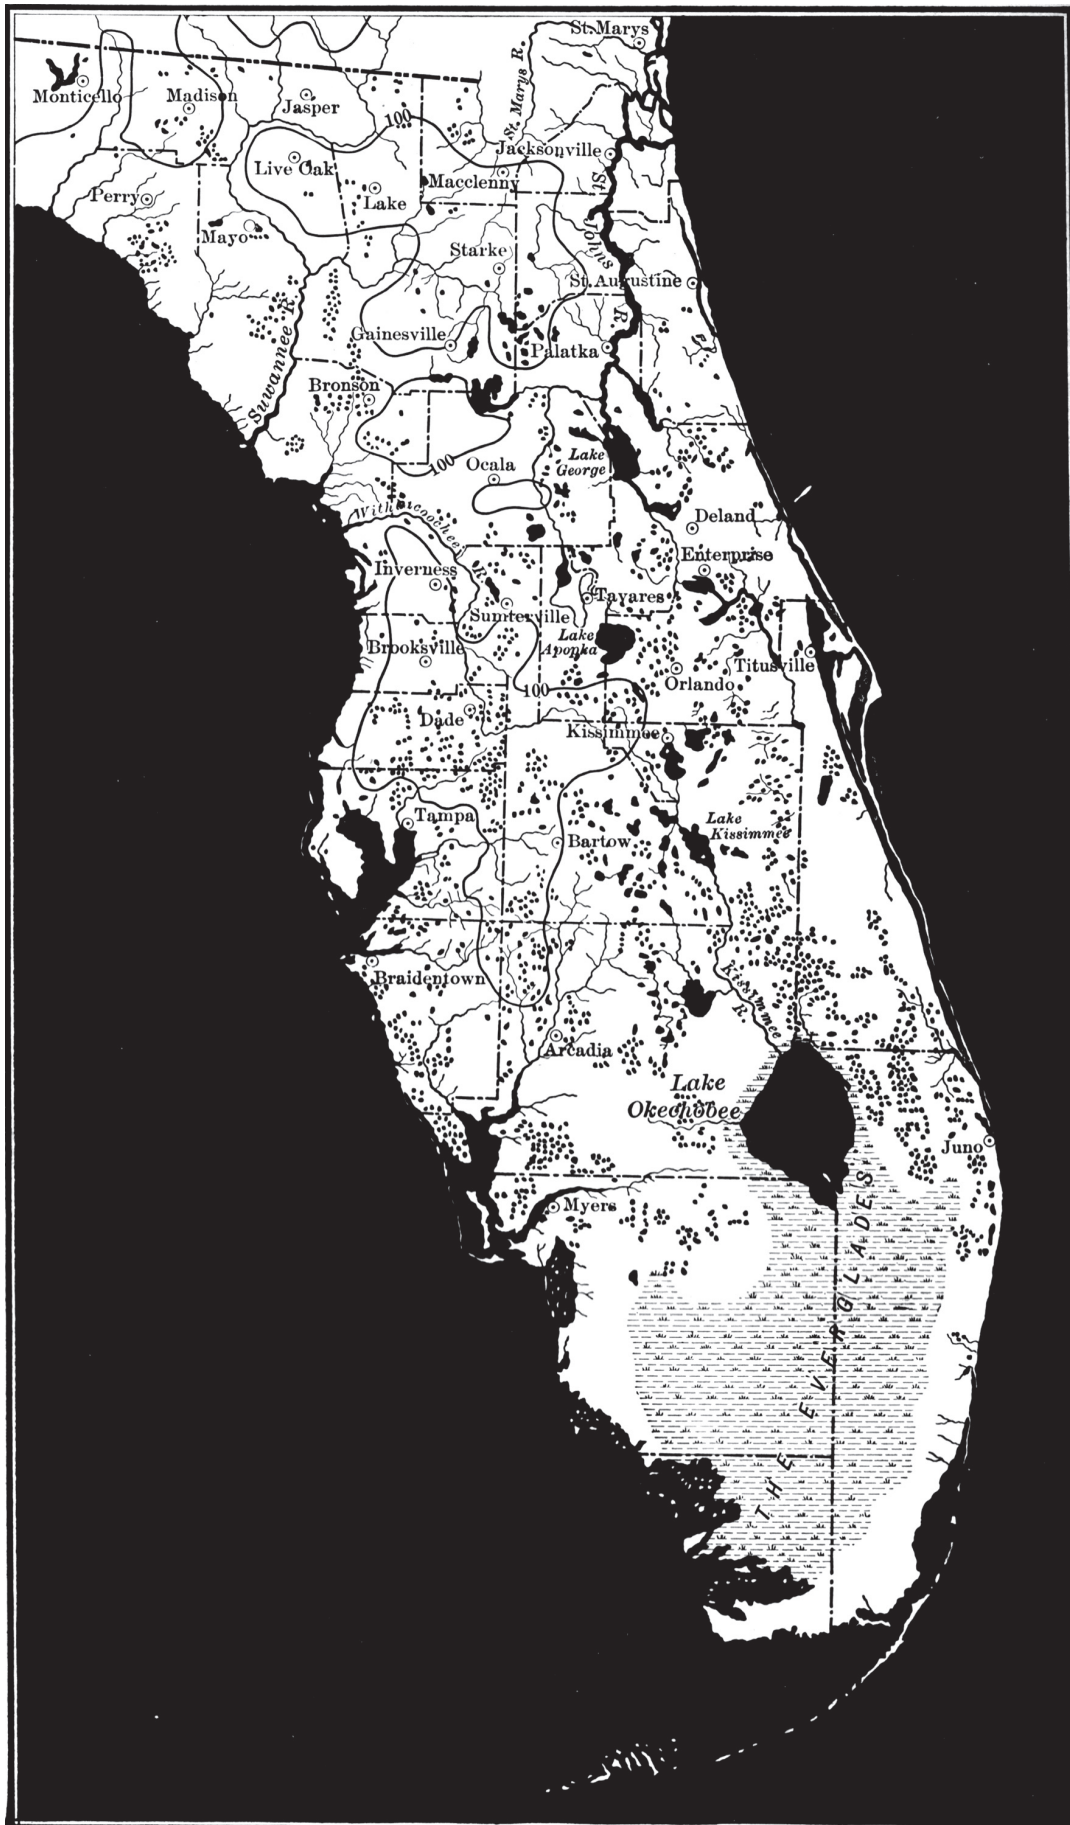 St. Marys
St. Marys R.
Monticello
Madison
Jasper
100
Jacksonville
Live Oak
Macclenny
Lake
Perry
Mayo
St. Johns R.
Starke
St. Augustine
Suwannee R.
Gainesville
Palatka
Bronson
Lake
George
100
Ocala
Withlacoochee R.
Deland
Enterprise
Inverness
Tavares
Sumterville
Lake
Apopka
Brooksville
Titusville
Orlando
100
Dade
Kissimmee
Tampa
Lake
Kissimmee
Bartow
Braidentown
Kissimmee R.
Arcadia
Lake
Okechobee
Juno
Myers
THE EVERGLADES